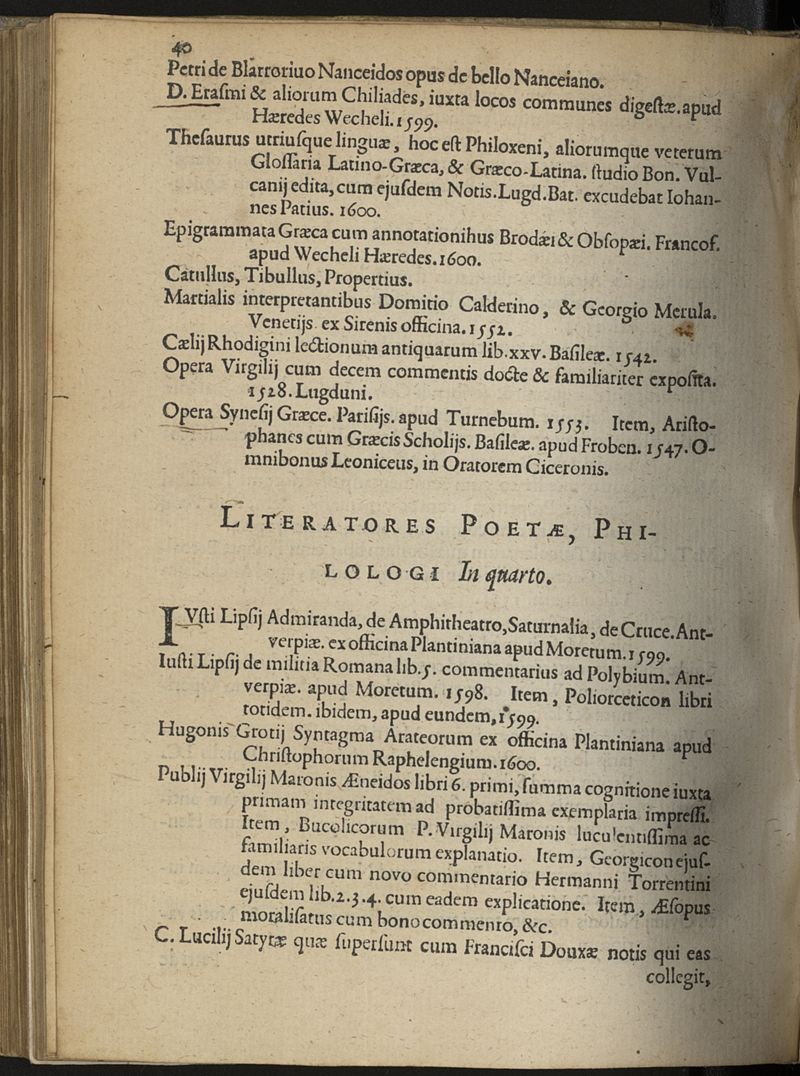 40
Petri de Blarroriuo Nanceidos opus de bello Nanceiano.
D. Eraſmi & aliorum Chiliades, iuxta locos communes digeſtæ. apud
Hæredes Wecheli. 1599.
Theſaurus utriuſque linguæ, hoc eſt Philoxeni, aliorumque veterum
Gloſſaria Latino-Græca, & Græco-Latina. ſtudio Bon. Vul-
canij edita, cum ejuſdem Notis. Lugd. Bat. excudebat Iohan-
nes Patius. 1600.
Epigrammata Græca cum annotationihus Brodæi & Obſopæi. Francof.
apud Wecheli Hæredes. 1600.
Catullus, Tibullus, Propertius.
Martialis interpretantibus Domitio Calderino, & Georgio Merula.
Venetijs ex Sirenis officina. 1552.
Cælij Rhodigini lectionum antiquarum lib. xxv. Baſileæ. 1542.
Opera Virgilij cum decem commentis docte & familiariter expoſita.
1528. Lugduni.
Opera Syneſij Græce. Pariſijs. apud Turnebum. 1553. Item, Ariſto-
phanes cum Græcis Scholijs. Baſileæ. apud Froben. 1547. O-
mnibonus Leoniceus, in Oratorem Ciceronis.
LITERATORES POETÆ, PHI-
LOLOGI In quarto.
IVſti Lipſij Admiranda, de Amphitheatro, Saturnalia, de Cruce. Ant-
verpiæ. ex officina Plantiniana apud Moretum. 1599.
Iuſti Lipſij de militia Romana lib. 5. commentarius ad Polybium. Ant-
verpiæ. apud Moretum. 1598. Item, Poliorceticon libri
totidem. ibidem, apud eundem, 1599.
Hugonis Grotij Syntagma Arateorum ex officina Plantiniana apud
Chriſtophorum Raphelengium. 1600.
Publij Virgilij Maronis Æneidos libri 6. primi, ſumma cognitione iuxta
primam integritatem ad probatiſſima exemplaria impreſſi.
Item, Bucolicorum P. Virgilij Maronis luculentiſſima ac
familiaris vocabulorum explanatio. Item, Georgicon ejuſ-
dem liber cum novo commentario Hermanni Torrentini
ejuſdem lib. 2. 3. 4. cum eadem explicatione. Item, Æſopus
moraliſatus cum bono commento, &c.
C. Lucilij Satyræ quæ ſuperſunt cum Franciſci Douxæ notis qui eas
collegit,